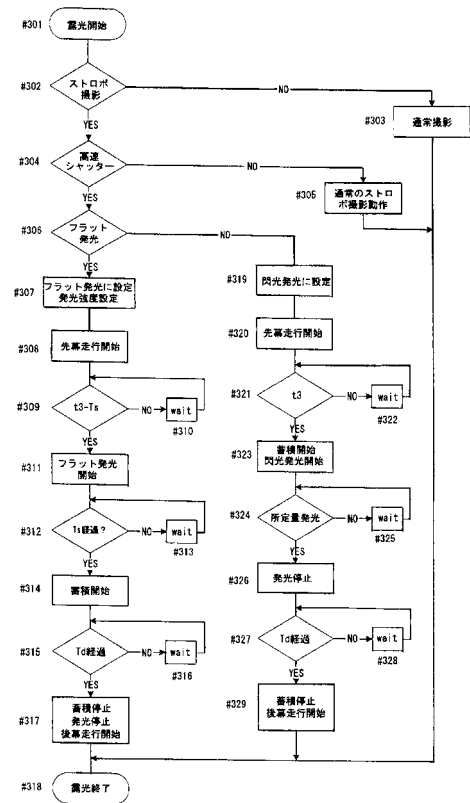 #301
露光開始
#302
ストロボ
撮影
NO
YES
#303
通常撮影
#304
高速
シャッター
NO
YES
#305
通常のストロ
ボ撮影動作
#306
フラット
発光
NO
YES
#307
フラット発光に設定
発光強度設定
#319
閃光発光に設定
#308
先幕走行開始
#320
先幕走行開始
#309
t3-Ts
NO
wait
#310
YES
#321
t3
NO
wait
#322
YES
#311
フラット発光
開始
#323
蓄積開始
閃光発光開始
#312
Ts経過?
NO
wait
#313
YES
#324
所定量発光
NO
wait
#325
YES
#314
蓄積開始
#326
発光停止
#315
Td経過
NO
wait
#316
YES
#327
Td経過
NO
wait
#328
YES
#317
蓄積停止
発光停止
後幕走行開始
#329
蓄積停止
後幕走行開始
#318
露光終了